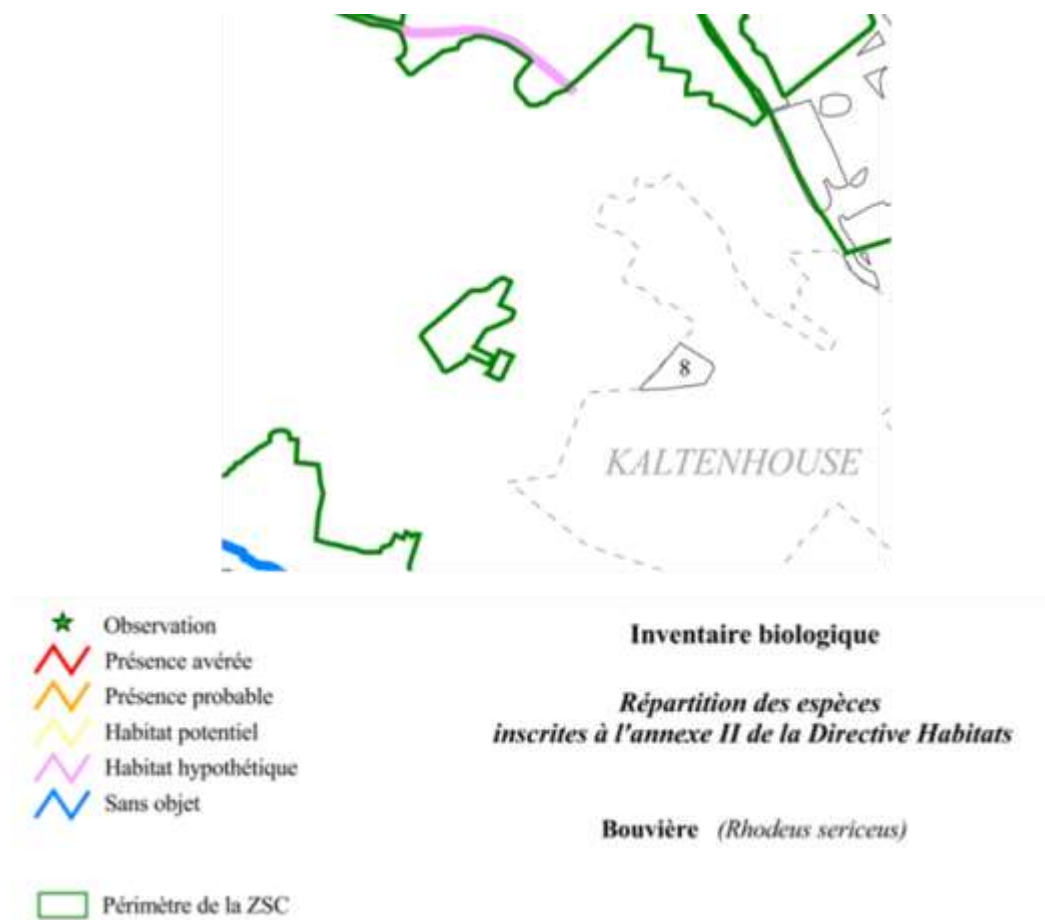 8
KALTENHOUSE
Observation
Présence avérée
Présence probable
Habitat potentiel
Habitat hypothétique
Sans objet
Périmètre de la ZSC
Inventaire biologique
Répartition des espèces
inscrites à l'annexe II de la Directive Habitats
Bouvière (Rhodeus sericeus)